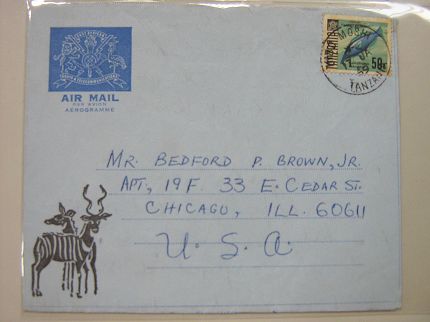 AIR MAIL
PAR AVION
AEROGRAMME
MOSHI
TANZANIA
50
MR. BEDFORD P. BROWN, JR.
APT, 19F. 33 E. CEDAR ST.
CHICAGO, ILL. 60611
U. S. A.